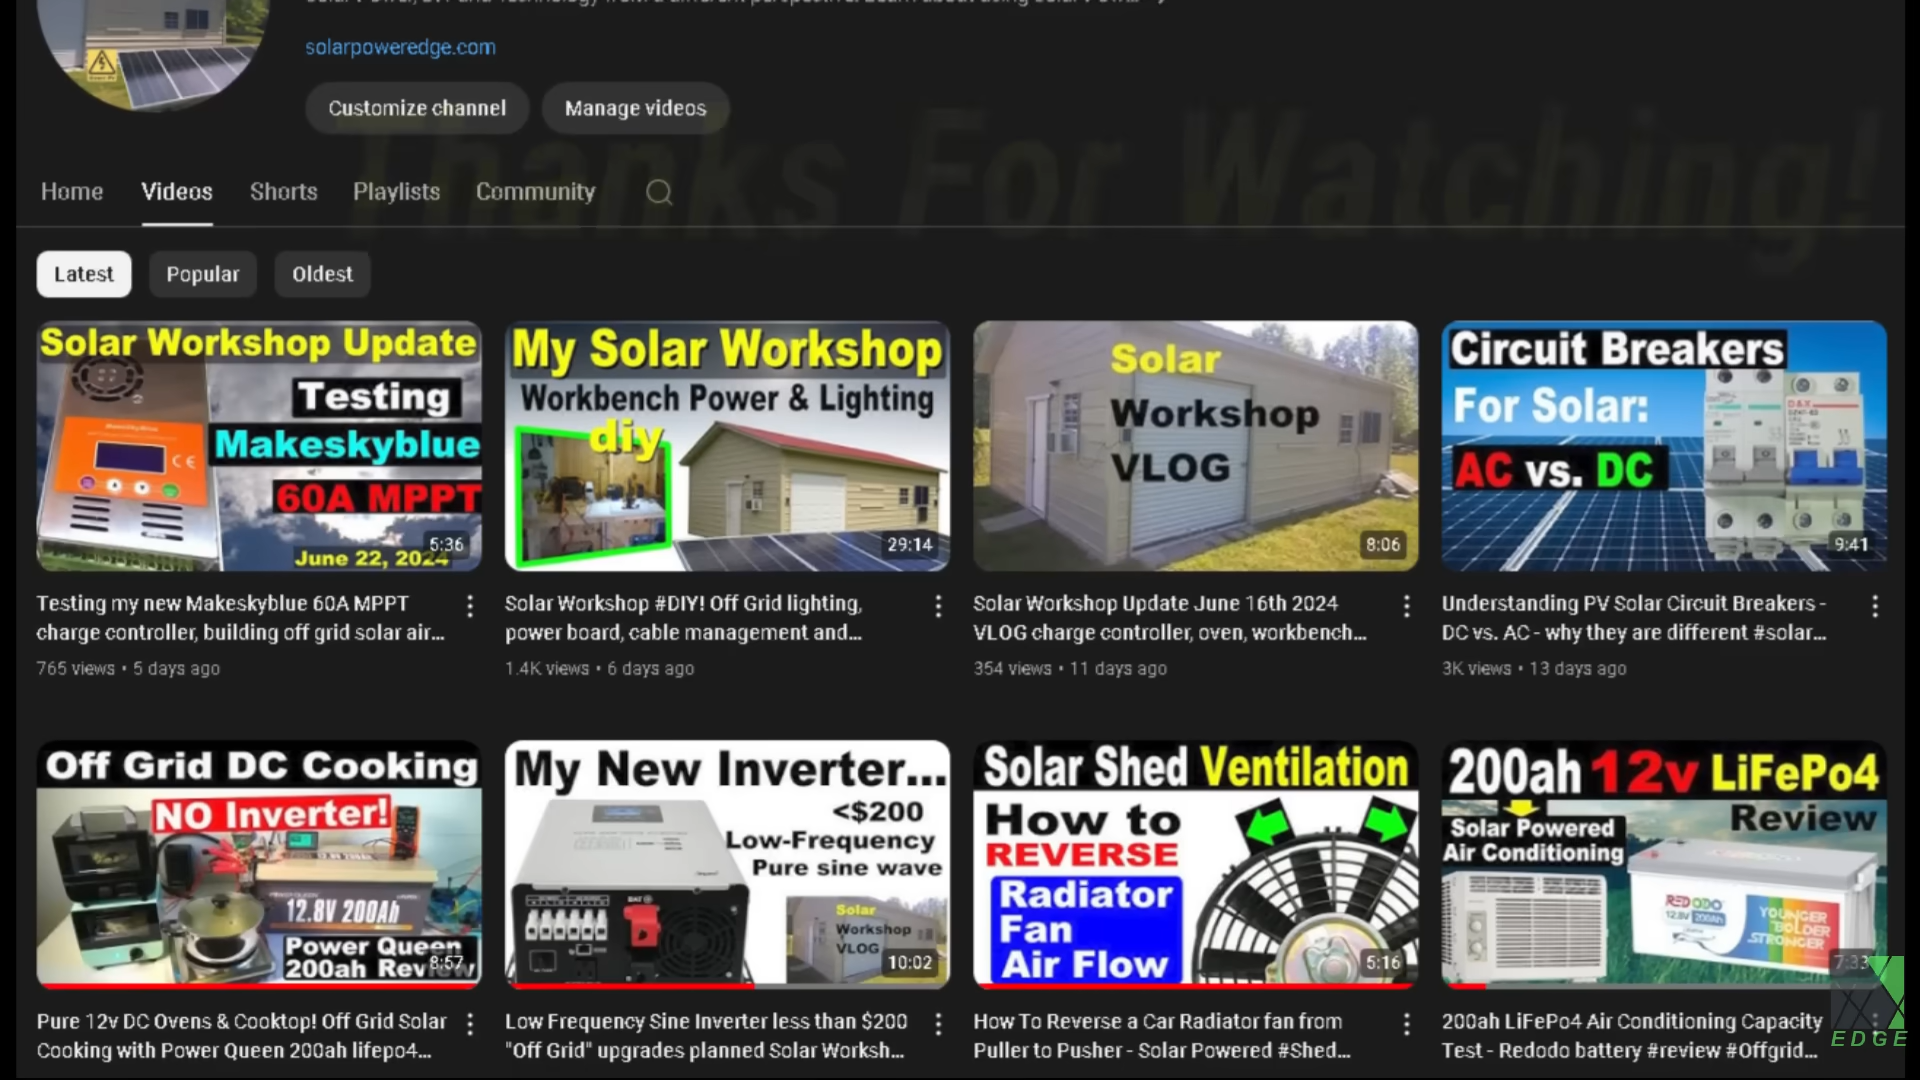 solarpoweredge.com
Customize channel
Manage videos
Thanks For Watching!
Home
Videos
Shorts
Playlists
Community
Latest
Popular
Oldest
Solar Workshop Update
Testing
Makeskyblue
60A MPPT
June 22, 2024
5:36
My Solar Workshop
Workbench Power & Lighting
diy
29:14
Solar
Workshop
VLOG
8:06
Circuit Breakers
For Solar:
AC vs. DC
9:41
Testing my new Makeskyblue 60A MPPT
charge controller, building off grid solar air...
765 views • 5 days ago
Solar Workshop #DIY! Off Grid lighting,
power board, cable management and...
1.4K views • 6 days ago
Solar Workshop Update June 16th 2024
VLOG charge controller, oven, workbench...
354 views • 11 days ago
Understanding PV Solar Circuit Breakers -
DC vs. AC - why they are different #solar...
3K views • 13 days ago
Off Grid DC Cooking
NO Inverter!
12.8V 200Ah
Power Queen
200ah Review
8:57
My New Inverter...
<$200
Low-Frequency
Pure sine wave
BAT
Solar
Workshop
VLOG
10:02
Solar Shed Ventilation
How to
REVERSE
Radiator
Fan
Air Flow
5:16
200ah 12v LiFePo4
Review
Solar Powered
Air Conditioning
REDODO
12.8V 200Ah
YOUNGER
BOLDER
STRONGER
7:33
Pure 12v DC Ovens & Cooktop! Off Grid Solar
Cooking with Power Queen 200ah lifepo4...
Low Frequency Sine Inverter less than $200
"Off Grid" upgrades planned Solar Worksh...
How To Reverse a Car Radiator fan from
Puller to Pusher - Solar Powered #Shed...
200ah LiFePo4 Air Conditioning Capacity
Test - Redodo battery #review #Offgrid...
EDGE